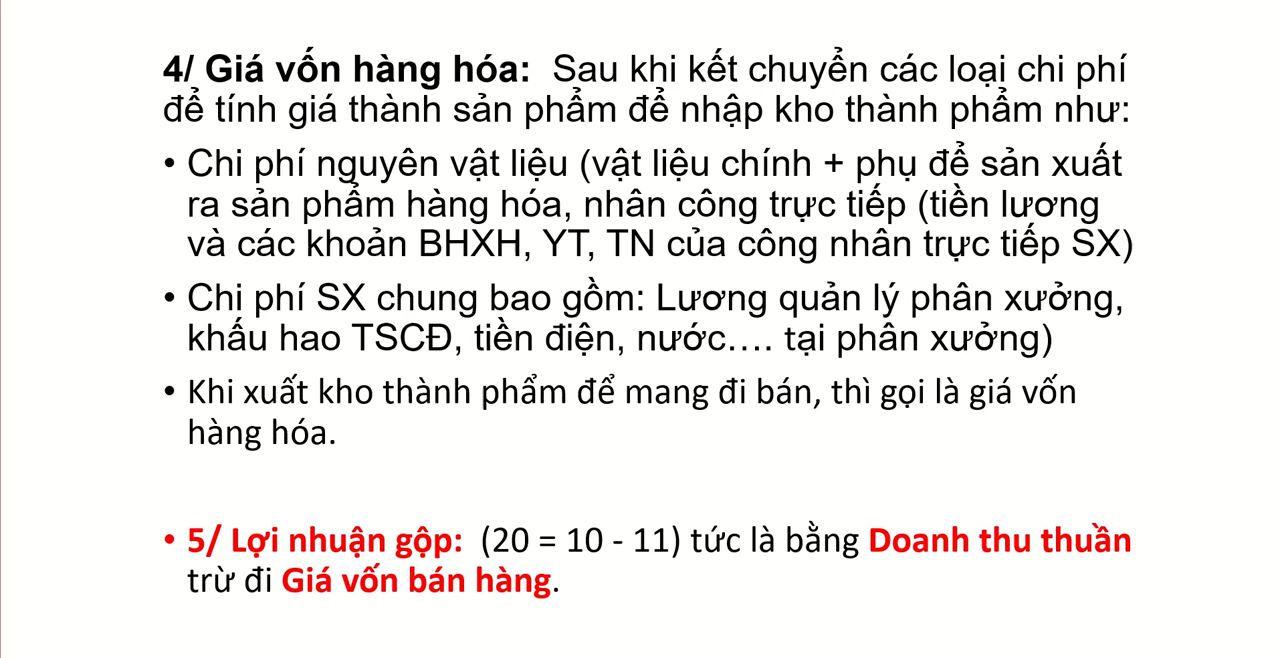 4/ Giá vốn hàng hóa: Sau khi kết chuyển các loại chi phí
để tính giá thành sản phẩm để nhập kho thành phẩm như:
• Chi phí nguyên vật liệu (vật liệu chính + phụ để sản xuất
ra sản phẩm hàng hóa, nhân công trực tiếp (tiền lương
và các khoản BHXH, YT, TN của công nhân trực tiếp SX)
• Chi phí SX chung bao gồm: Lương quản lý phân xưởng,
khấu hao TSCĐ, tiền điện, nước…. tại phân xưởng)
• Khi xuất kho thành phẩm để mang đi bán, thì gọi là giá vốn
hàng hóa.
• 5/ Lợi nhuận gộp: (20 = 10 - 11) tức là bằng Doanh thu thuần
trừ đi Giá vốn bán hàng.